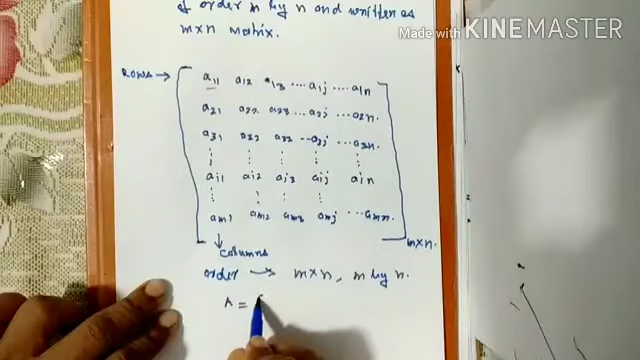 of order m by n and written as
Made with KINEMASTER
m×n matrix.
Rows → a11 a12 a13 ... a1j .... a1n
a21 a22 a23 ... a2j .... a2n.
a31 a32 a33 ... a3j .... a3n.
ai1 ai2 ai3 aij ain
am1 am2 am3 amj ... amn.
m×n.
↓
columns
order → m×n, m by n.
A =